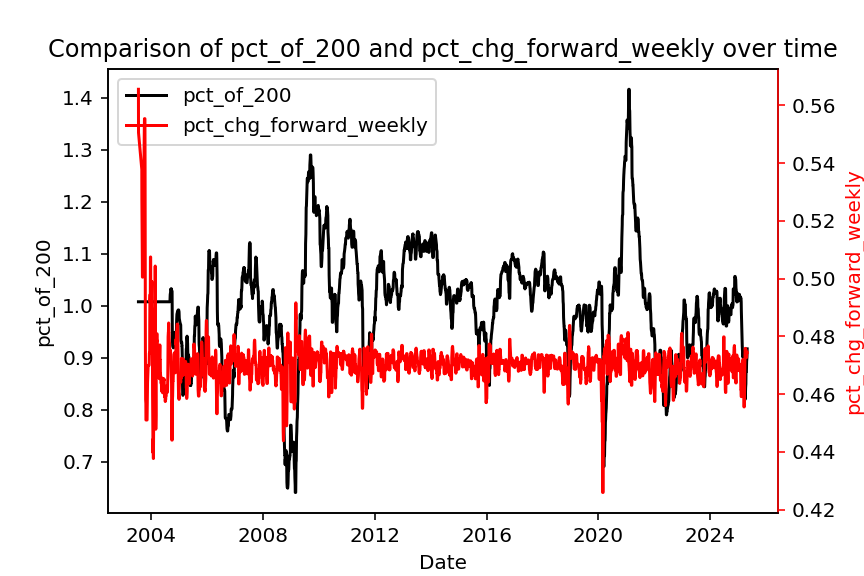 Comparison of pct_of_200 and pct_chg_forward_weekly over time
pct_of_200
pct_chg_forward_weekly
1.4
1.3
1.2
1.1
1.0
0.9
0.8
0.7
pct_of_200
0.56
0.54
0.52
0.50
0.48
0.46
0.44
0.42
pct_chg_forward_weekly
2004 2008 2012 2016 2020 2024
Date